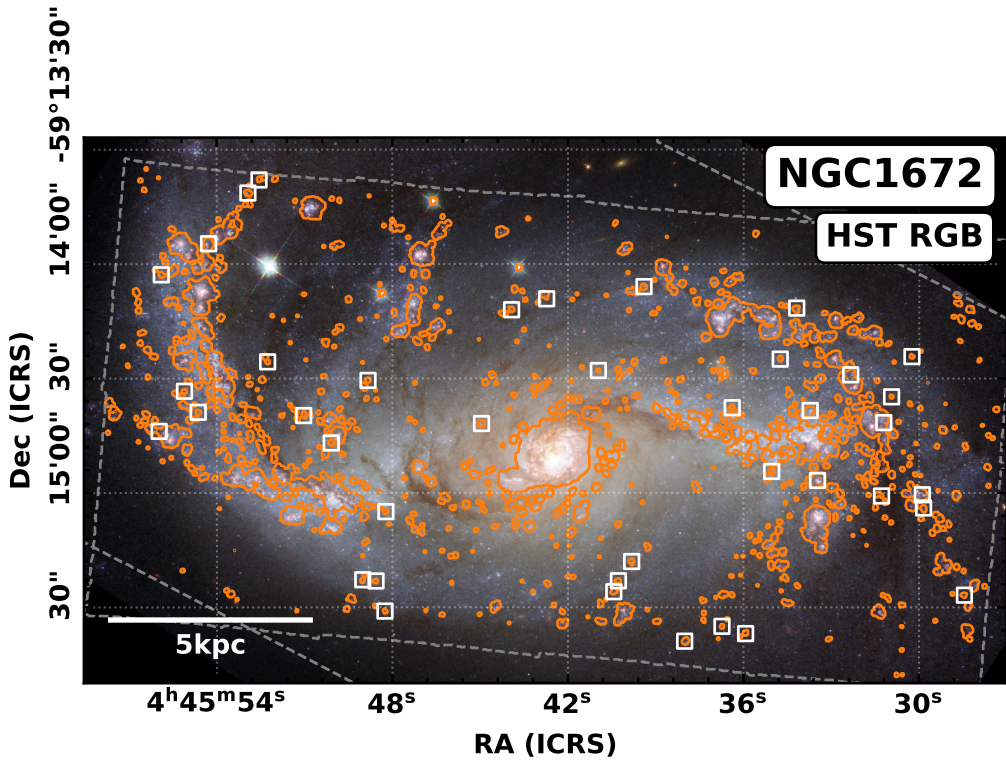 NGC1672
HST RGB
-59°13'30"
14'00"
30"
15'00"
30"
Dec (ICRS)
5kpc
4ʰ45ᵐ54ˢ
48ˢ
42ˢ
36ˢ
30ˢ
RA (ICRS)